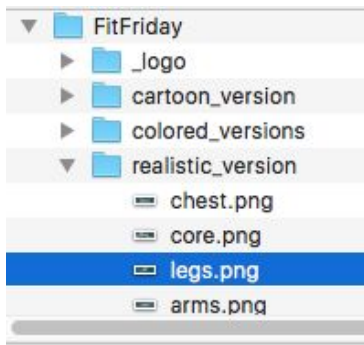 FitFriday
_logo
cartoon_version
colored_versions
realistic_version
chest.png
core.png
legs.png
arms.png